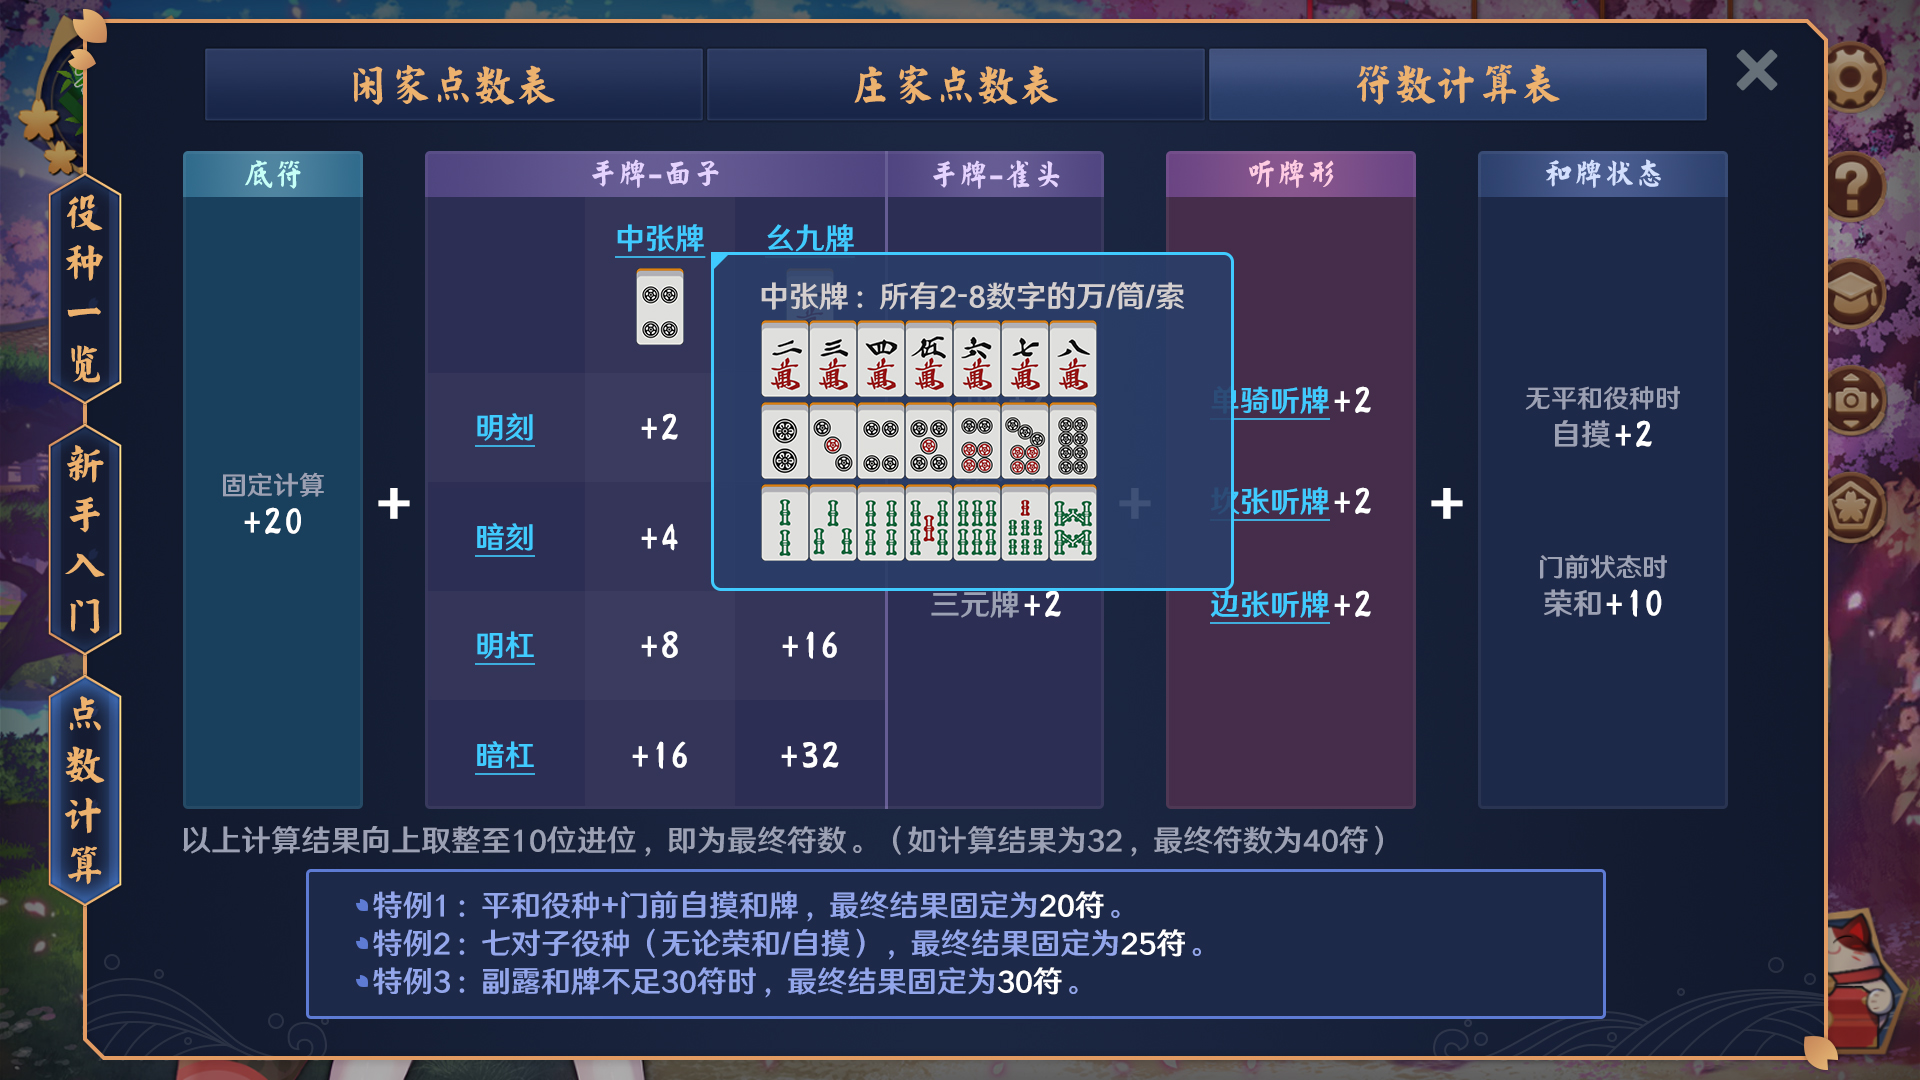 闲家点数表
庄家点数表
符数计算表
役种一览
新手入门
点数计算
底符
固定计算
+20
+
手牌-面子
手牌-雀头
中张牌
幺九牌
明刻
+2
暗刻
+4
明杠
+8
+16
暗杠
+16
+32
三元牌+2
中张牌：所有2-8数字的万/筒/索
二萬
三萬
四萬
伍萬
六萬
七萬
八萬
+
听牌形
单骑听牌+2
坎张听牌+2
边张听牌+2
+
和牌状态
无平和役种时
自摸+2
门前状态时
荣和+10
以上计算结果向上取整至10位进位，即为最终符数。（如计算结果为32，最终符数为40符）
特例1：平和役种+门前自摸和牌，最终结果固定为20符。
特例2：七对子役种（无论荣和/自摸），最终结果固定为25符。
特例3：副露和牌不足30符时，最终结果固定为30符。
?